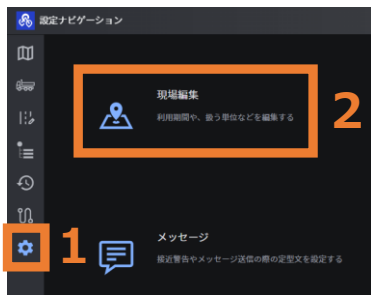 設定ナビゲーション
現場編集
利用期間や、扱う単位などを編集する
2
1
メッセージ
接近警告やメッセージ送信の際の定型文を設定する